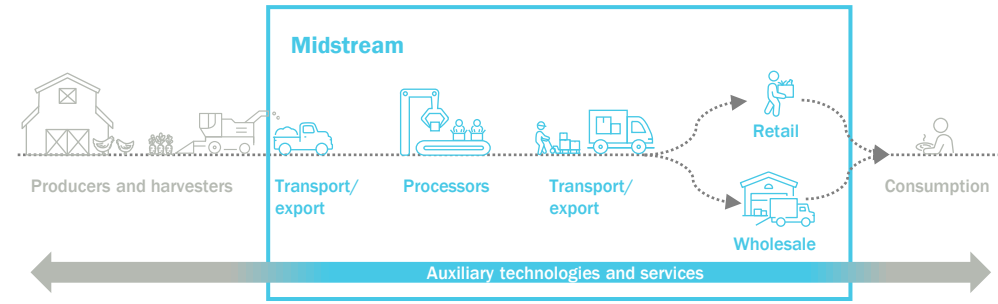 Midstream
Retail
Producers and harvesters
Transport/
export
Processors
Transport/
export
Consumption
Wholesale
Auxiliary technologies and services